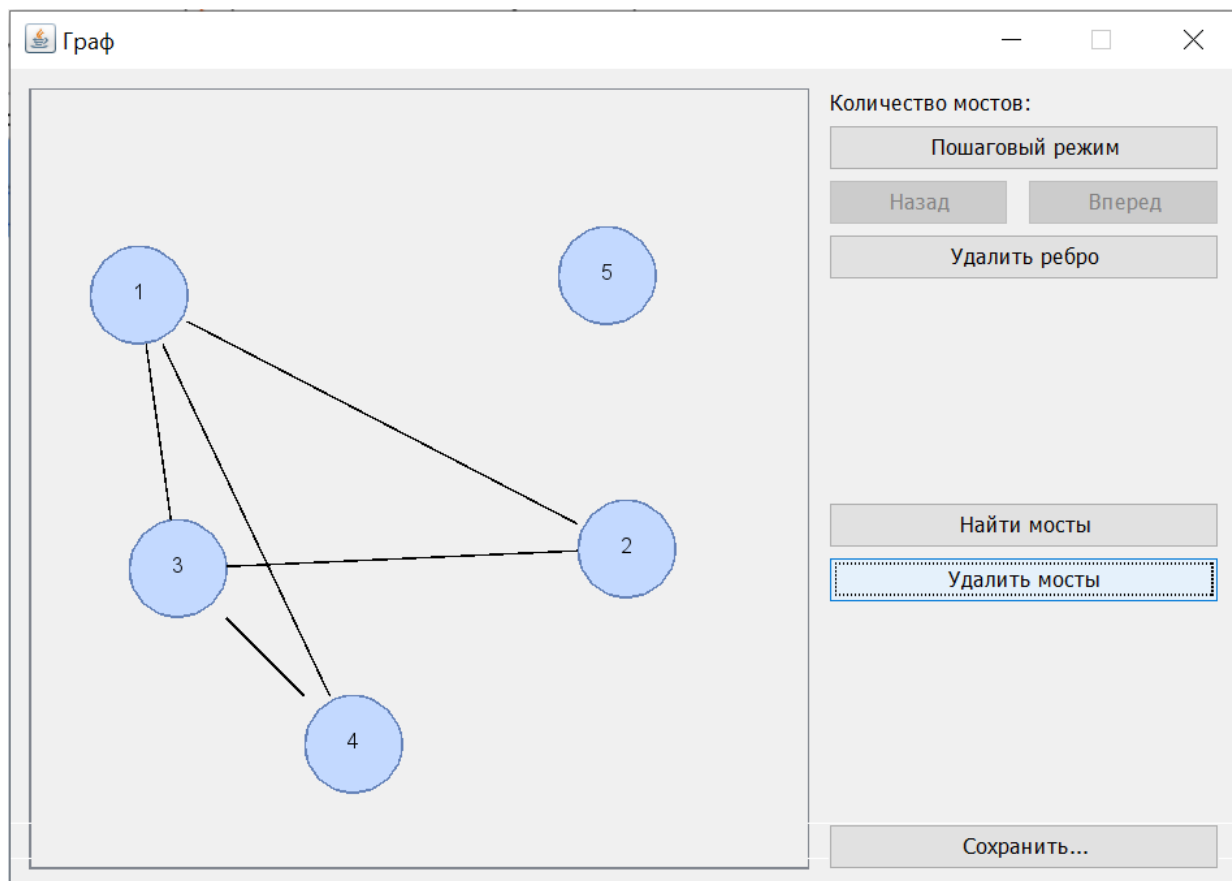 Граф
Количество мостов:
Пошаговый режим
Назад
Вперед
Удалить ребро
1
5
3
2
4
Найти мосты
Удалить мосты
Сохранить...